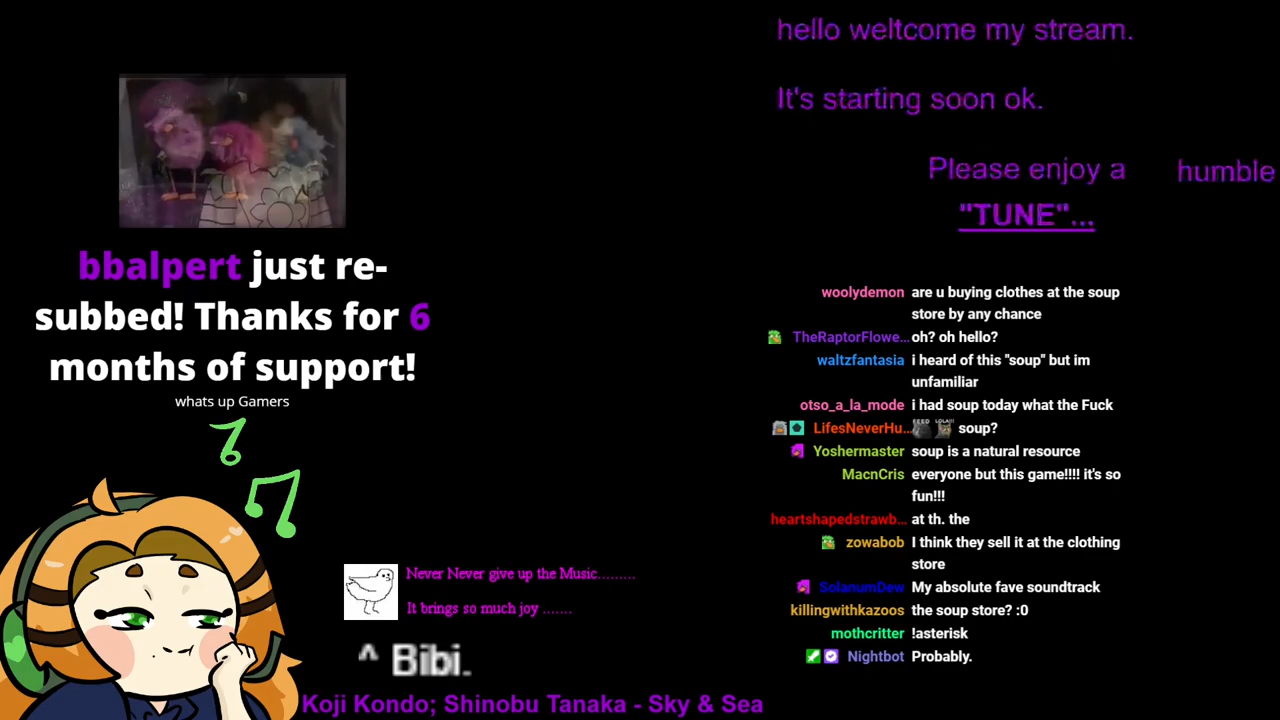 hello weltcome my stream.
It's starting soon ok.
Please enjoy a humble
"TUNE"...
bbalpert just re-
subbed! Thanks for 6
months of support!
whats up Gamers
woolydemon are u buying clothes at the soup
store by any chance
TheRaptorFlowe... oh? oh hello?
waltzfantasia i heard of this "soup" but im
unfamiliar
otso_a_la_mode i had soup today what the Fuck
LifesNeverHu... soup?
Yoshermaster soup is a natural resource
MacnCris everyone but this game!!!! it's so
fun!!!
heartshapedstrawb... at th. the
zowabob I think they sell it at the clothing
store
SolanumDew My absolute fave soundtrack
killingwithkazoos the soup store? :0
mothcritter !asterisk
Nightbot Probably.
Never Never give up the Music.........
It brings so much joy .......
^ Bibi.
Koji Kondo; Shinobu Tanaka - Sky & Sea